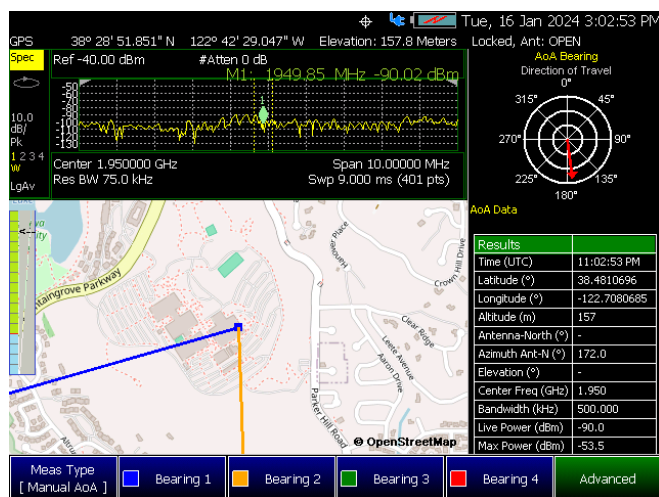 Tue, 16 Jan 2024 3:02:53 PM
GPS 38° 28' 51.851" N 122° 42' 29.047" W Elevation: 157.8 Meters Locked, Ant: OPEN
Spec
Ref -40.00 dBm #Atten 0 dB
M1: 1949.85 MHz -90.02 dBm
-50
-60
-70
-80
-90
-100
-110
-120
-130
1
10.0
dB/
Pk
1 2 3 4
W
LgAv
Center 1.950000 GHz Span 10.00000 MHz
Res BW 75.0 kHz Swp 9.000 ms (401 pts)
AoA Bearing
Direction of Travel
0°
315° 45°
270° 90°
225° 135°
180°
AoA Data
Results
Time (UTC) 11:02:53 PM
Latitude (°) 38.4810696
Longitude (°) -122.7080685
Altitude (m) 157
Antenna-North (°) -
Azimuth Ant-N (°) 172.0
Elevation (°) -
Center Freq (GHz) 1.950
Bandwidth (kHz) 500.000
Live Power (dBm) -90.0
Max Power (dBm) -53.5
taingrove Parkway
Place
Crown Hill Drive
Clear Ridge
Leete Avenue
Aaron Drive
Parker Hill Road
© OpenStreetMap
Meas Type
[ Manual AoA ]
Bearing 1
Bearing 2
Bearing 3
Bearing 4
Advanced